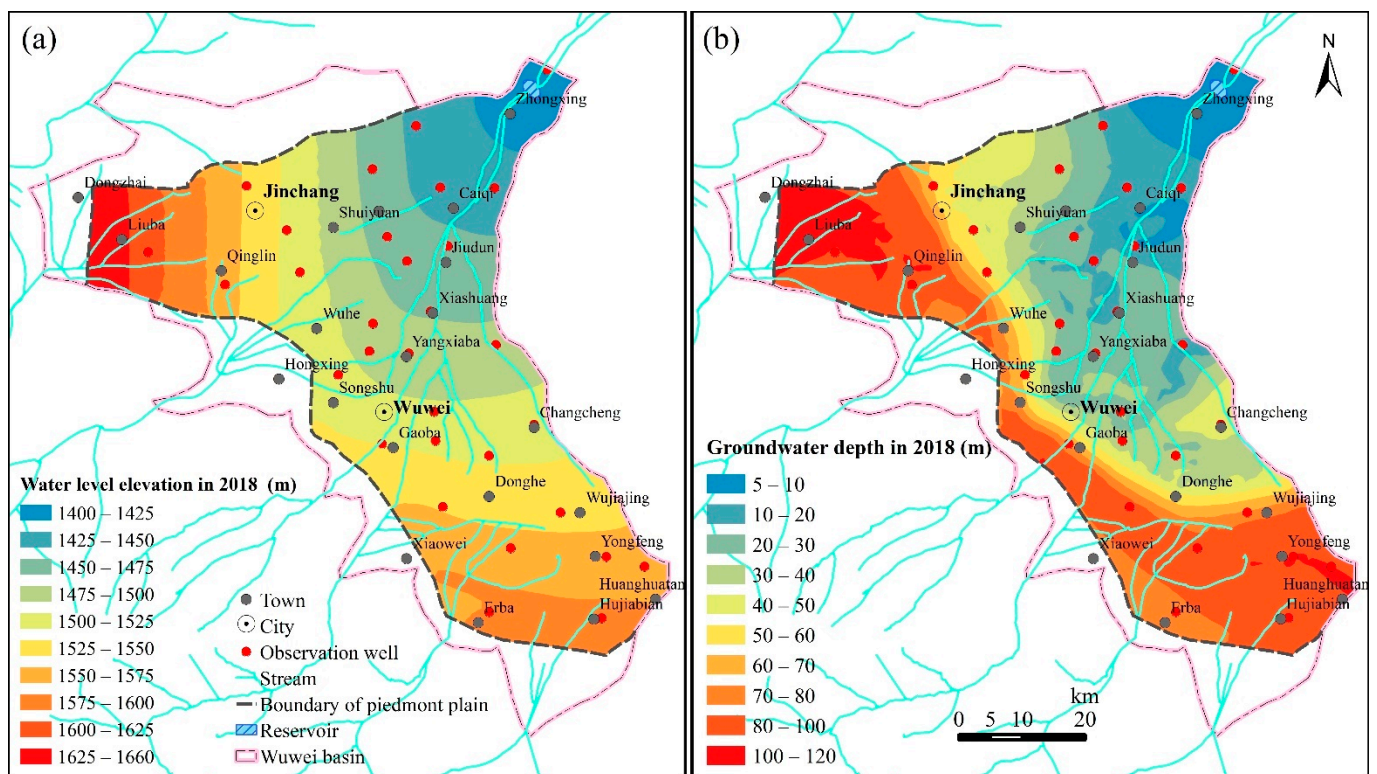 (a)
Zhongxing
Dongzhai
Jinchang
Caiqi
Liuba
Shuiyuan
Qinglin
Jiudun
Xiashuang
Wuhe
Yangxiaba
Hongxing
Songshu
Wuwei
Changcheng
Gaoba
Donghe
Wujiajing
Xiaowei
Yongfeng
Huanghuatan
Erba
Hujiabian
Water level elevation in 2018 (m)
1400 – 1425
1425 – 1450
1450 – 1475
1475 – 1500
1500 – 1525
1525 – 1550
1550 – 1575
1575 – 1600
1600 – 1625
1625 – 1660
Town
City
Observation well
Stream
Boundary of piedmont plain
Reservoir
Wuwei basin
(b)
N
Zhongxing
Dongzhai
Jinchang
Caiqi
Liuba
Shuiyuan
Qinglin
Jiudun
Xiashuang
Wuhe
Yangxiaba
Hongxing
Songshu
Wuwei
Changcheng
Gaoba
Donghe
Wujiajing
Xiaowei
Yongfeng
Huanghuatan
Erba
Hujiabian
Groundwater depth in 2018 (m)
5 – 10
10 – 20
20 – 30
30 – 40
40 – 50
50 – 60
60 – 70
70 – 80
80 – 100
100 – 120
km
0 5 10 20